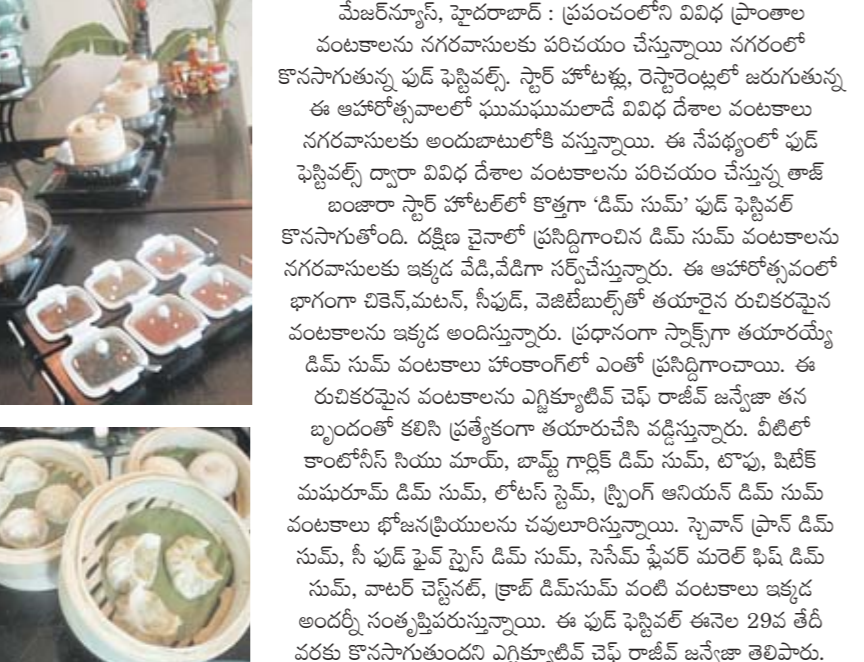 మేజర్‌న్యూస్, హైదరాబాద్ : ప్రపంచంలోని వివిధ ప్రాంతాల
వంటకాలను నగరవాసులకు పరిచయం చేస్తున్నాయి నగరంలో
కొనసాగుతున్న ఫుడ్ ఫెస్టివల్స్. స్టార్ హోటళ్లు, రెస్టారెంట్లలో జరుగుతున్న
ఈ ఆహారోత్సవాలలో ఘుమఘుమలాడే వివిధ దేశాల వంటకాలు
నగరవాసులకు అందుబాటులోకి వస్తున్నాయి. ఈ నేపథ్యంలో ఫుడ్
ఫెస్టివల్స్ ద్వారా వివిధ దేశాల వంటకాలను పరిచయం చేస్తున్న తాజ్
బంజారా స్టార్ హోటల్‌లో కొత్తగా ‘డిమ్ సుమ్’ ఫుడ్ ఫెస్టివల్
కొనసాగుతోంది. దక్షిణ చైనాలో ప్రసిద్దిగాంచిన డిమ్ సుమ్ వంటకాలను
నగరవాసులకు ఇక్కడ వేడి,వేడిగా సర్వ్‌చేస్తున్నారు. ఈ ఆహారోత్సవంలో
భాగంగా చికెన్,మటన్, సీఫుడ్, వెజిటేబుల్స్‌తో తయారైన రుచికరమైన
వంటకాలను ఇక్కడ అందిస్తున్నారు. ప్రధానంగా స్నాక్స్‌గా తయారయ్యే
డిమ్ సుమ్ వంటకాలు హాంకాంగ్‌లో ఎంతో ప్రసిద్దిగాంచాయి. ఈ
రుచికరమైన వంటకాలను ఎగ్జిక్యూటివ్ చెఫ్ రాజీవ్ జన్వేజా తన
బృందంతో కలిసి ప్రత్యేకంగా తయారుచేసి వడ్డిస్తున్నారు. వీటిలో
కాంటోనీస్ సియు మాయ్, బామ్ట్ గార్లిక్ డిమ్ సుమ్, టొఫు, షిటేక్
మషురూమ్ డిమ్ సుమ్, లోటస్ స్టెమ్, స్ప్రింగ్ ఆనియన్ డిమ్ సుమ్
వంటకాలు భోజనప్రియులను చవులూరిస్తున్నాయి. స్చెవాన్ ప్రాన్ డిమ్
సుమ్, సీ ఫుడ్ ఫైవ్ స్పైస్ డిమ్ సుమ్, సెసేమ్ ఫ్లేవర్ మరెల్ ఫిష్ డిమ్
సుమ్, వాటర్ చెస్ట్‌నట్, క్రాబ్ డిమ్‌సుమ్ వంటి వంటకాలు ఇక్కడ
అందర్నీ సంతృప్తిపరుస్తున్నాయి. ఈ ఫుడ్ ఫెస్టివల్ ఈనెల 29వ తేదీ
వరకు కొనసాగుతుందని ఎగ్జిక్యూటివ్ చెఫ్ రాజీవ్ జన్వేజా తెలిపారు.